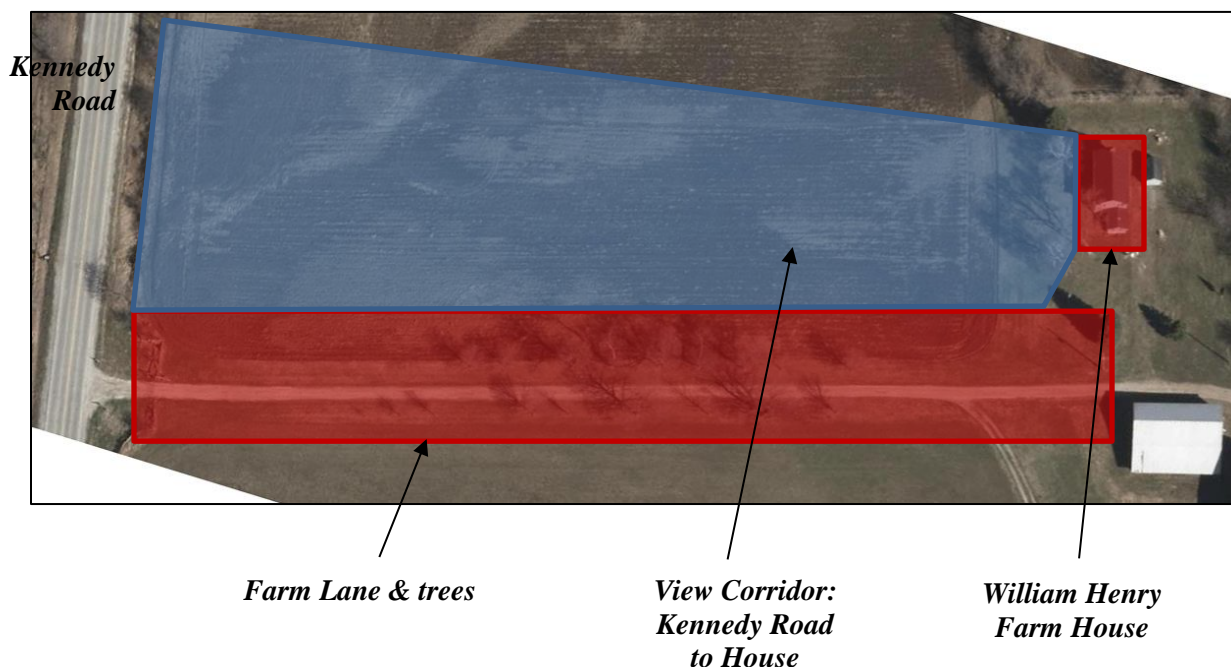 Kennedy
Road
Farm Lane & trees
View Corridor:
Kennedy Road
to House
William Henry
Farm House